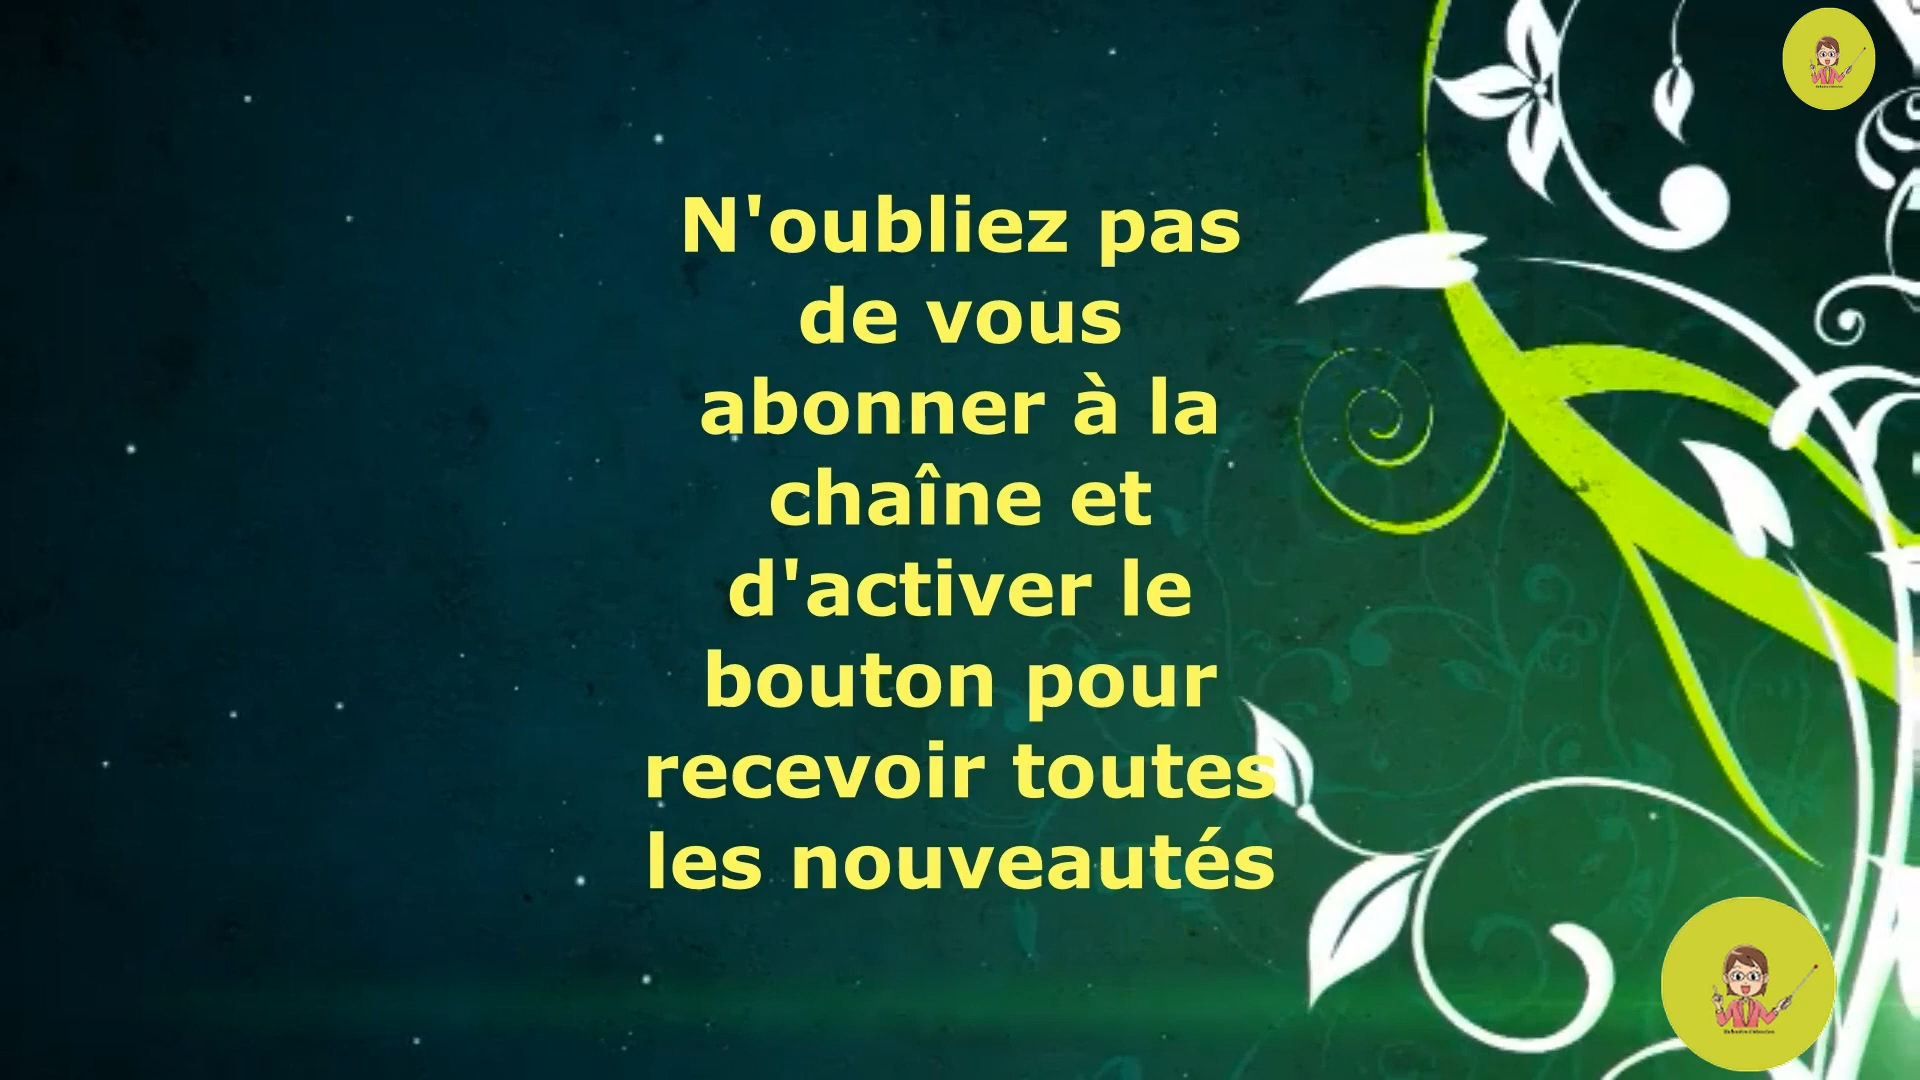 N'oubliez pas
de vous
abonner à la
chaîne et
d'activer le
bouton pour
recevoir toutes
les nouveautés